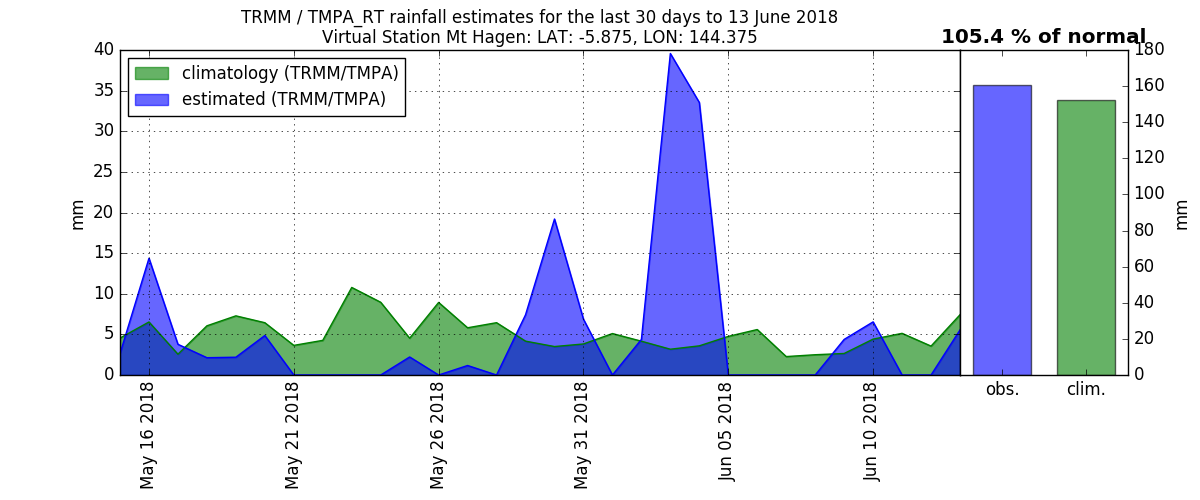 TRMM / TMPA_RT rainfall estimates for the last 30 days to 13 June 2018
Virtual Station Mt Hagen: LAT: -5.875, LON: 144.375
105.4 % of normal
climatology (TRMM/TMPA)
estimated (TRMM/TMPA)
40
35
30
25
20
15
10
5
0
mm
May 16 2018
May 21 2018
May 26 2018
May 31 2018
Jun 05 2018
Jun 10 2018
obs.
clim.
180
160
140
120
100
80
60
40
20
0
mm